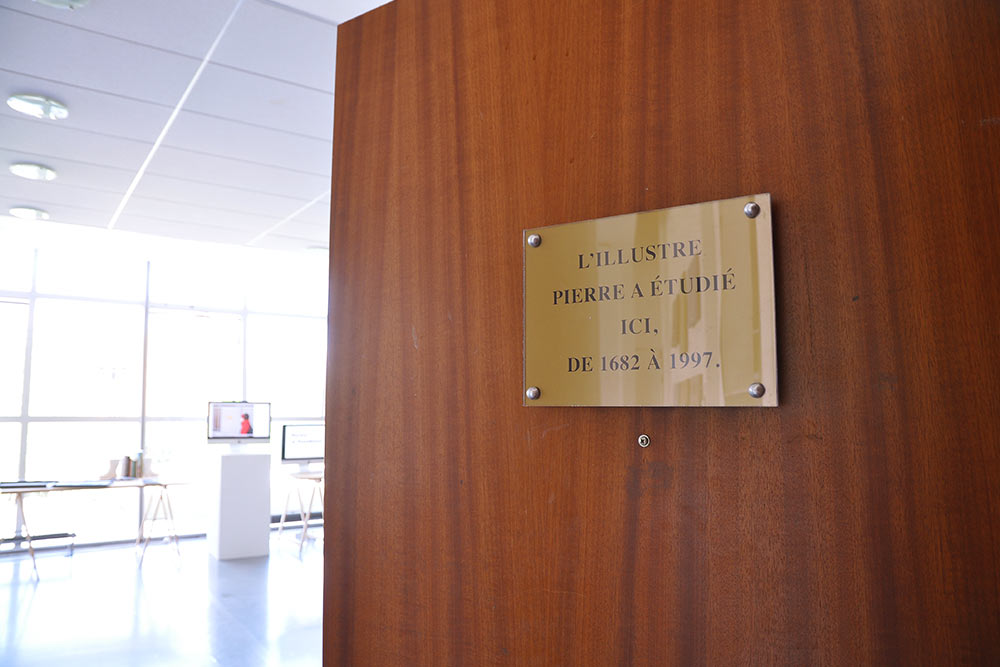 L'ILLUSTRE
PIERRE A ÉTUDIÉ
ICI,
DE 1682 À 1997.